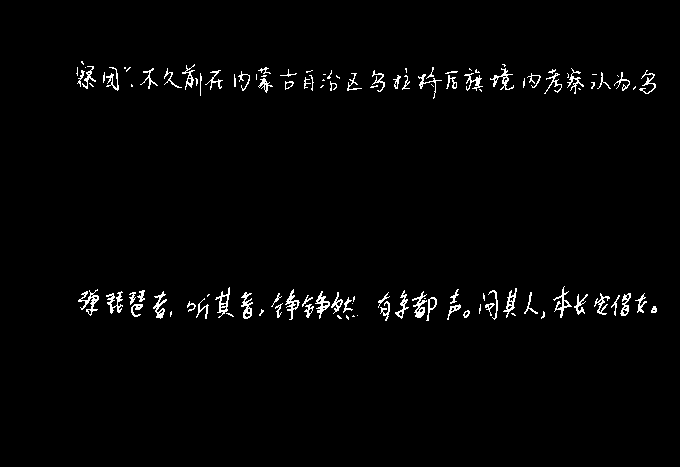 察团”，不久前在内蒙古自治区乌拉特后旗境内考察认为，乌
弹琵琶者，听其音，铮铮然有京都声。问其人，本长安倡女。